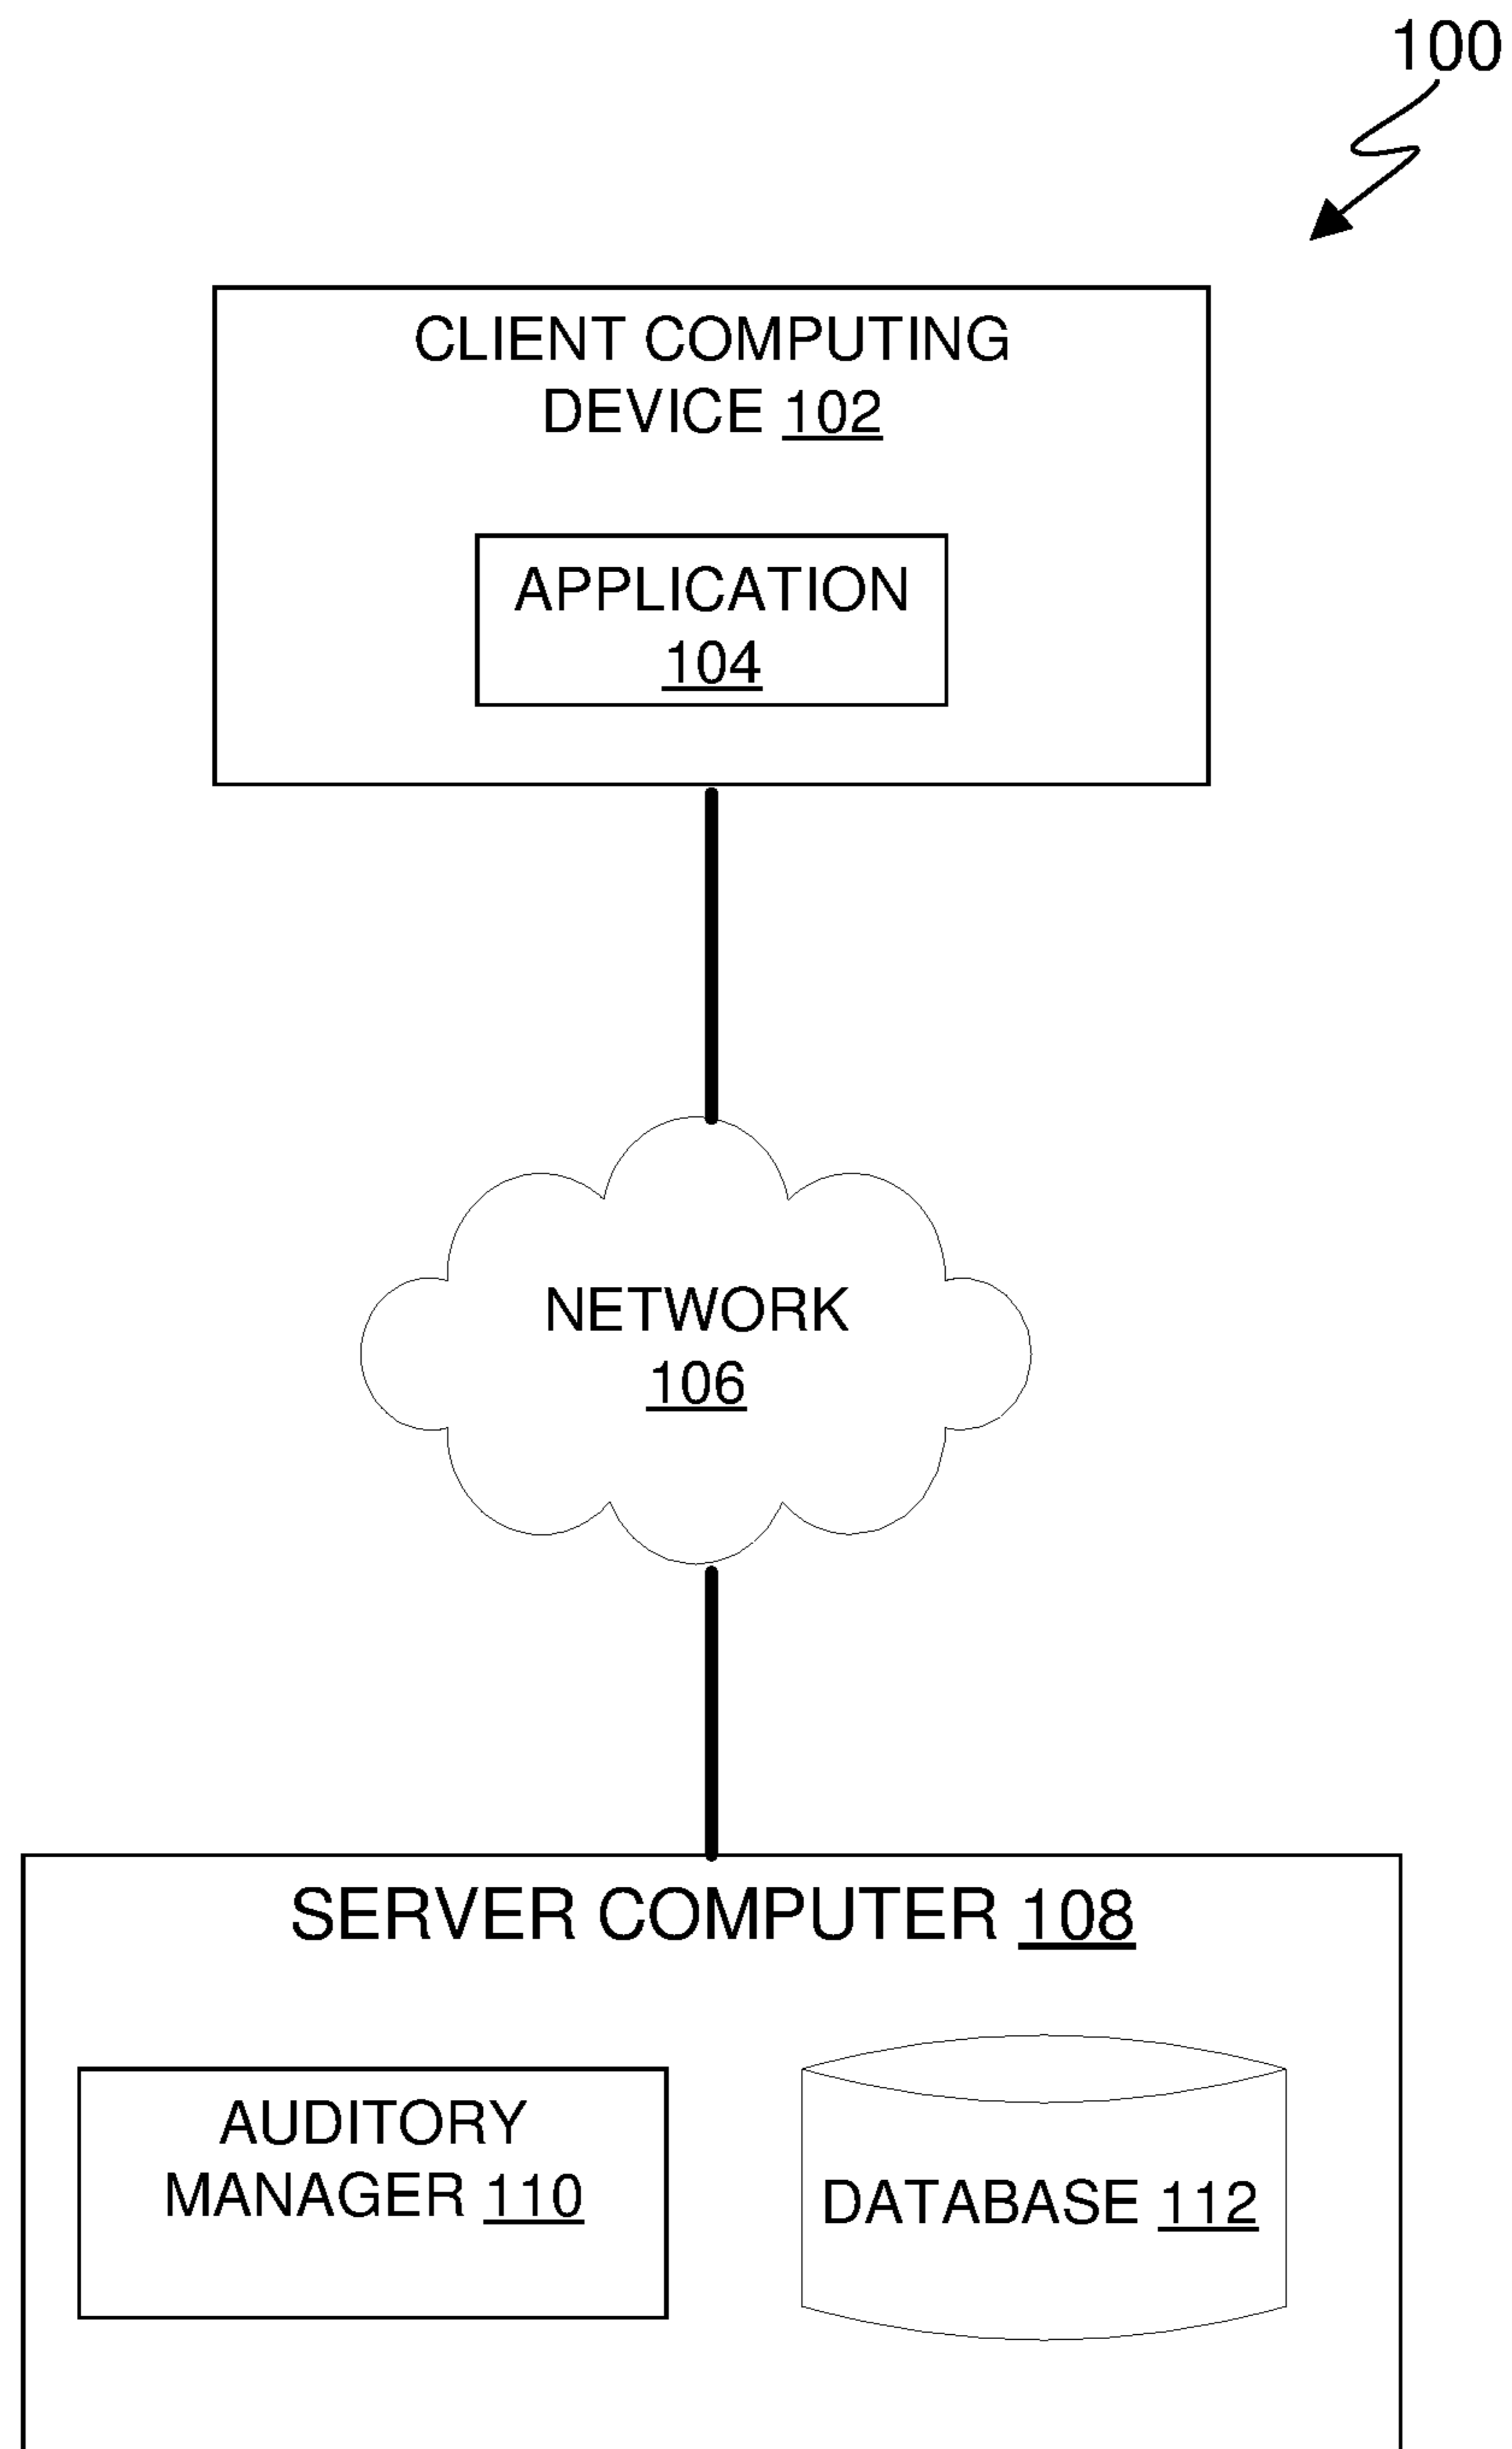 100
CLIENT COMPUTING
DEVICE 102
APPLICATION
104
NETWORK
106
SERVER COMPUTER 108
AUDITORY
MANAGER 110
DATABASE 112